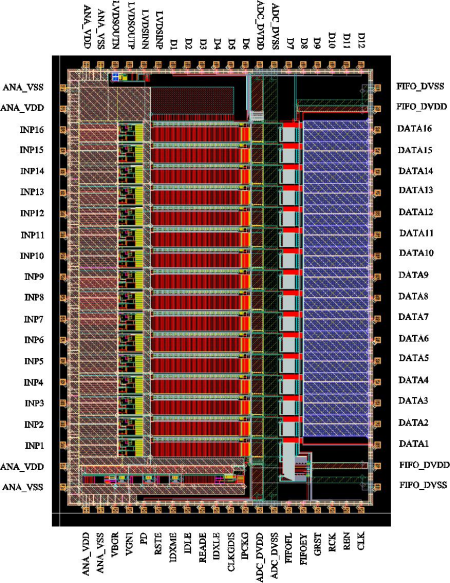 ANA_VDD
ANA_VSS
LVDSOUTN
LVDSOUTP
LVDSINN
LVDSINP
D1
D2
D3
D4
D5
D6
ADC_DVDD
ADC_DVSS
D7
D8
D9
D10
D11
D12
ANA_VSS
ANA_VDD
INP16
INP15
INP14
INP13
INP12
INP11
INP10
INP9
INP8
INP7
INP6
INP5
INP4
INP3
INP2
INP1
ANA_VDD
ANA_VSS
FIFO_DVSS
FIFO_DVDD
DATA16
DATA15
DATA14
DATA13
DATA12
DATA11
DATA10
DATA9
DATA8
DATA7
DATA6
DATA5
DATA4
DATA3
DATA2
DATA1
FIFO_DVDD
FIFO_DVSS
ANA_VDD
ANA_VSS
VBGR
VGN1
PD
RSTE
IDXME
IDLE
READE
IDXLE
CLKGDIS
IPCKG
ADC_DVDD
ADC_DVSS
FIFOFL
FIFOEY
GRST
RCK
REN
CLK